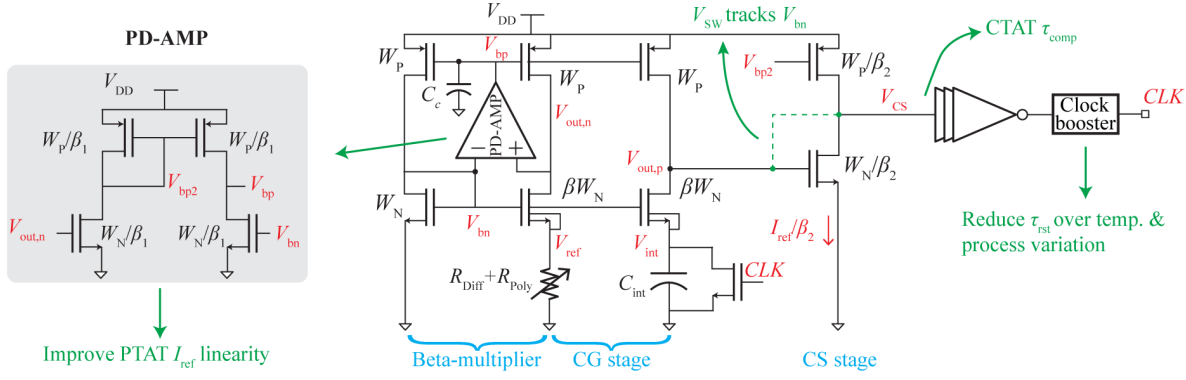 PD-AMP
V_DD
W_P/β_1
W_P/β_1
V_bp2
V_bp
V_out,n
W_N/β_1
W_N/β_1
V_bn
Improve PTAT I_ref linearity
V_DD
V_bp
W_P
W_P
W_P
C_c
PD-AMP
− +
V_out,n
V_out,p
W_N
βW_N
βW_N
V_bn
V_ref
V_int
R_Diff+R_Poly
C_int
CLK
Beta-multiplier
CG stage
CS stage
V_SW tracks V_bn
V_bp2
W_P/β_2
V_CS
W_N/β_2
I_ref/β_2
CTAT τ_comp
Clock
booster
CLK
Reduce τ_rst over temp. &
process variation